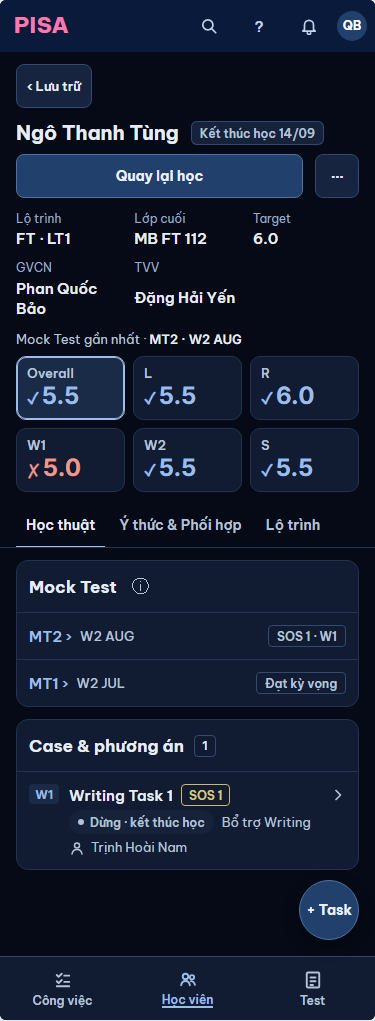 PISA
?
QB
‹ Lưu trữ
Ngô Thanh Tùng
Kết thúc học 14/09
Quay lại học
···
Lộ trình Lớp cuối Target
FT · LT1 MB FT 112 6.0
GVCN TVV
Phan Quốc Bảo Đặng Hải Yến
Mock Test gần nhất · MT2 · W2 AUG
Overall L R
✓5.5 ✓5.5 ✓6.0
W1 W2 S
✗5.0 ✓5.5 ✓5.5
Học thuật Ý thức & Phối hợp Lộ trình
Mock Test ⓘ
MT2 › W2 AUG SOS 1 · W1
MT1 › W2 JUL Đạt kỳ vọng
Case & phương án 1
W1 Writing Task 1 SOS 1
Dừng · kết thúc học Bổ trợ Writing
Trịnh Hoài Nam
+ Task
Công việc Học viên Test